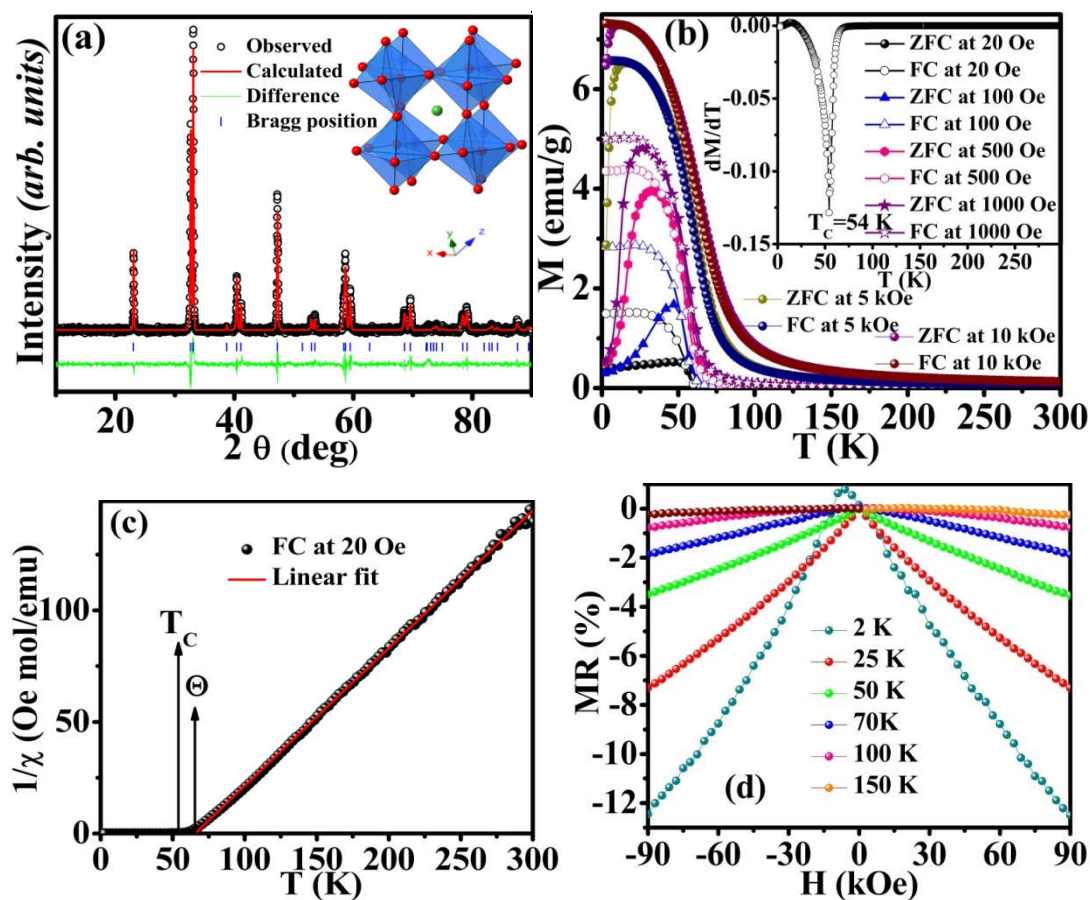 (a)
Observed
Calculated
Difference
Bragg position
x
y
z
Intensity (arb. units)
20 40 60 80
2 θ (deg)
(b)
ZFC at 20 Oe
FC at 20 Oe
ZFC at 100 Oe
FC at 100 Oe
ZFC at 500 Oe
FC at 500 Oe
ZFC at 1000 Oe
FC at 1000 Oe
ZFC at 5 kOe
FC at 5 kOe
ZFC at 10 kOe
FC at 10 kOe
0.00
-0.05
-0.10
-0.15
dM/dT
T_C=54 K
0 50 100 150 200 250
T (K)
6
4
2
0
M (emu/g)
0 50 100 150 200 250 300
T (K)
(c)
FC at 20 Oe
Linear fit
T_C
Θ
100
50
0
1/χ (Oe mol/emu)
0 50 100 150 200 250 300
T (K)
0
-2
-4
-6
-8
-10
-12
MR (%)
2 K
25 K
50 K
70K
100 K
150 K
(d)
-90 -60 -30 0 30 60 90
H (kOe)